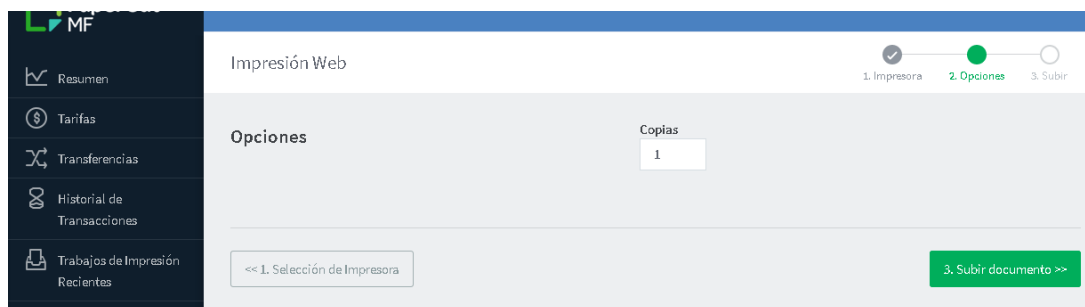 MF
Resumen
Tarifas
Transferencias
Historial de
Transacciones
Trabajos de Impresión
Recientes
Impresión Web
1. Impresora
2. Opciones
3. Subir
Opciones
Copias
1
<< 1. Selección de Impresora
3. Subir documento >>